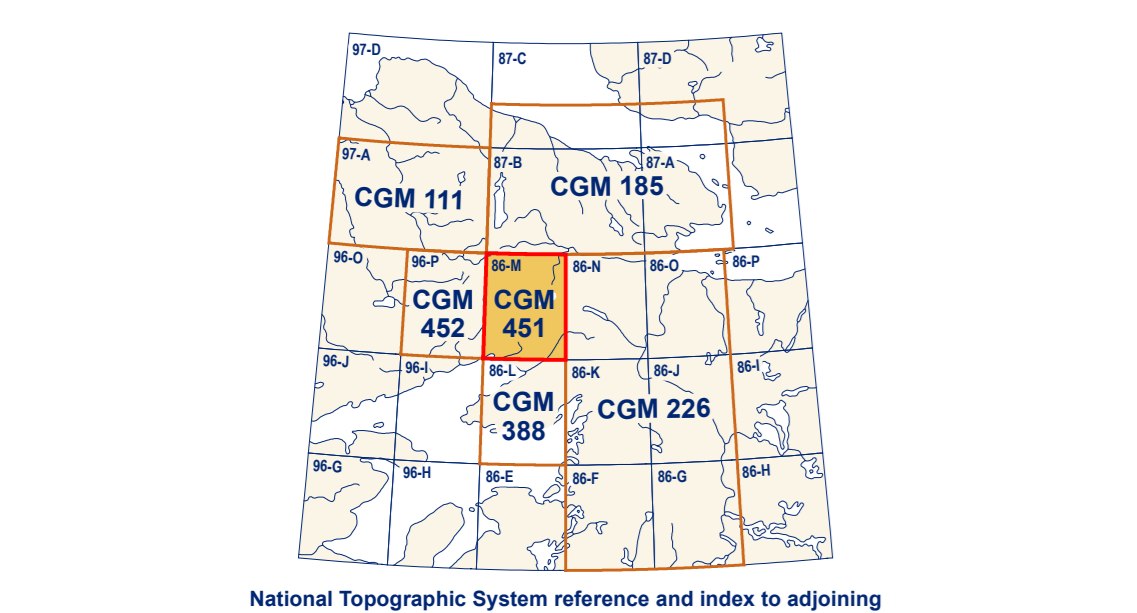 97-D
87-C
87-D
97-A
87-B
87-A
CGM 111
CGM 185
96-O
96-P
86-M
86-N
86-O
86-P
CGM
452
CGM
451
96-J
96-I
86-L
86-K
86-J
86-I
CGM
388
CGM 226
96-G
96-H
86-E
86-F
86-G
86-H
National Topographic System reference and index to adjoining